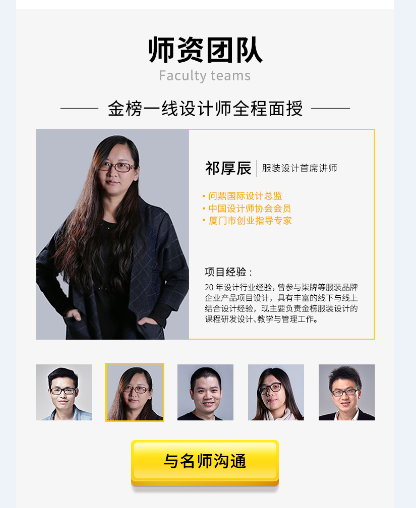 师资团队
Faculty teams
金榜一线设计师全程面授
祁厚辰 服装设计首席讲师
• 问鼎国际设计总监
• 中国设计师协会会员
• 厦门市创业指导专家
项目经验：
20 年设计行业经验，曾参与柒牌等服装品牌
企业产品项目设计，具有丰富的线下与线上
结合设计经验，现主要负责金榜服装设计的
课程研发设计、教学与管理工作。
与名师沟通